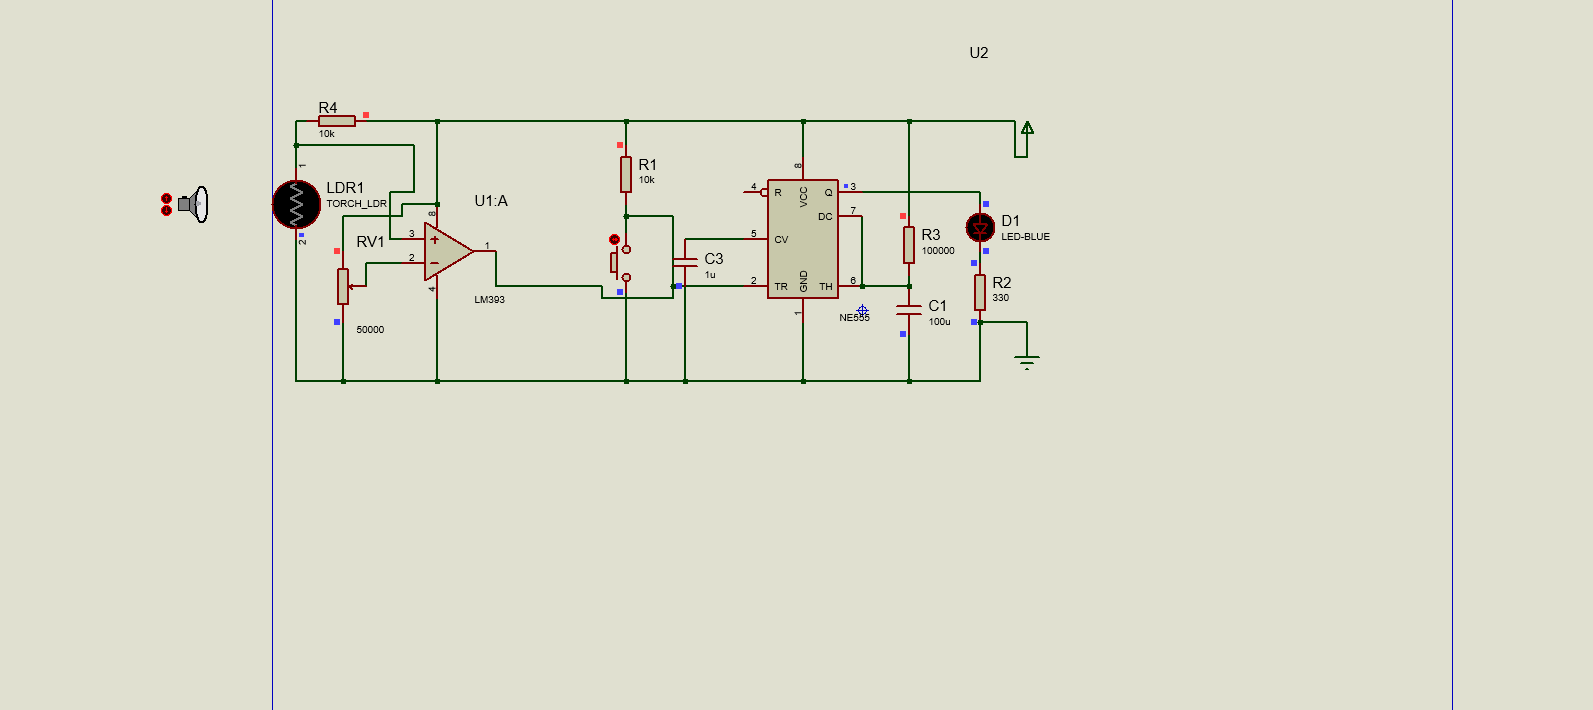 U2
R4
10k
1
LDR1
TORCH_LDR
2
RV1
50000
U1:A
8
3
2
1
4
LM393
R1
10k
C3
1u
4
R
VCC
8
Q
3
DC
7
5
CV
2
TR
GND
TH
6
1
NE555
R3
100000
C1
100u
D1
LED-BLUE
R2
330